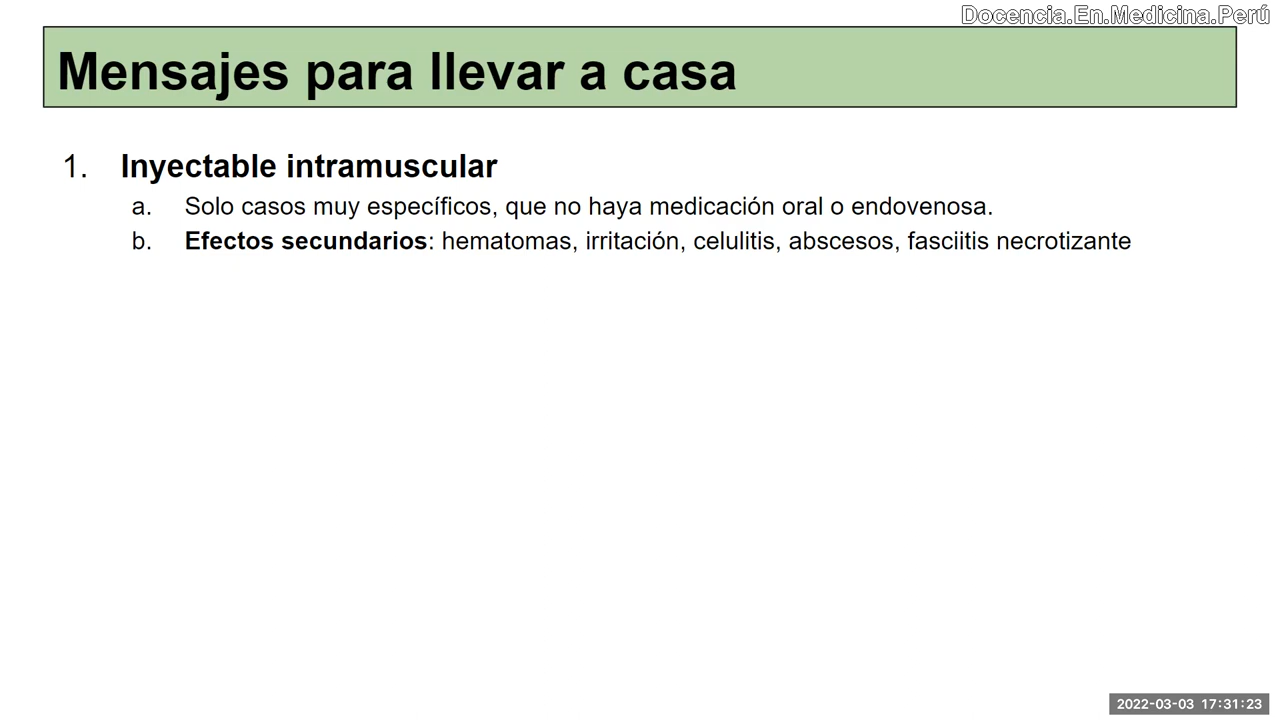 Docencia.En.Medicina.Perú
Mensajes para llevar a casa
1. Inyectable intramuscular
a. Solo casos muy específicos, que no haya medicación oral o endovenosa.
b. Efectos secundarios: hematomas, irritación, celulitis, abscesos, fasciitis necrotizante
2022-03-03 17:31:23